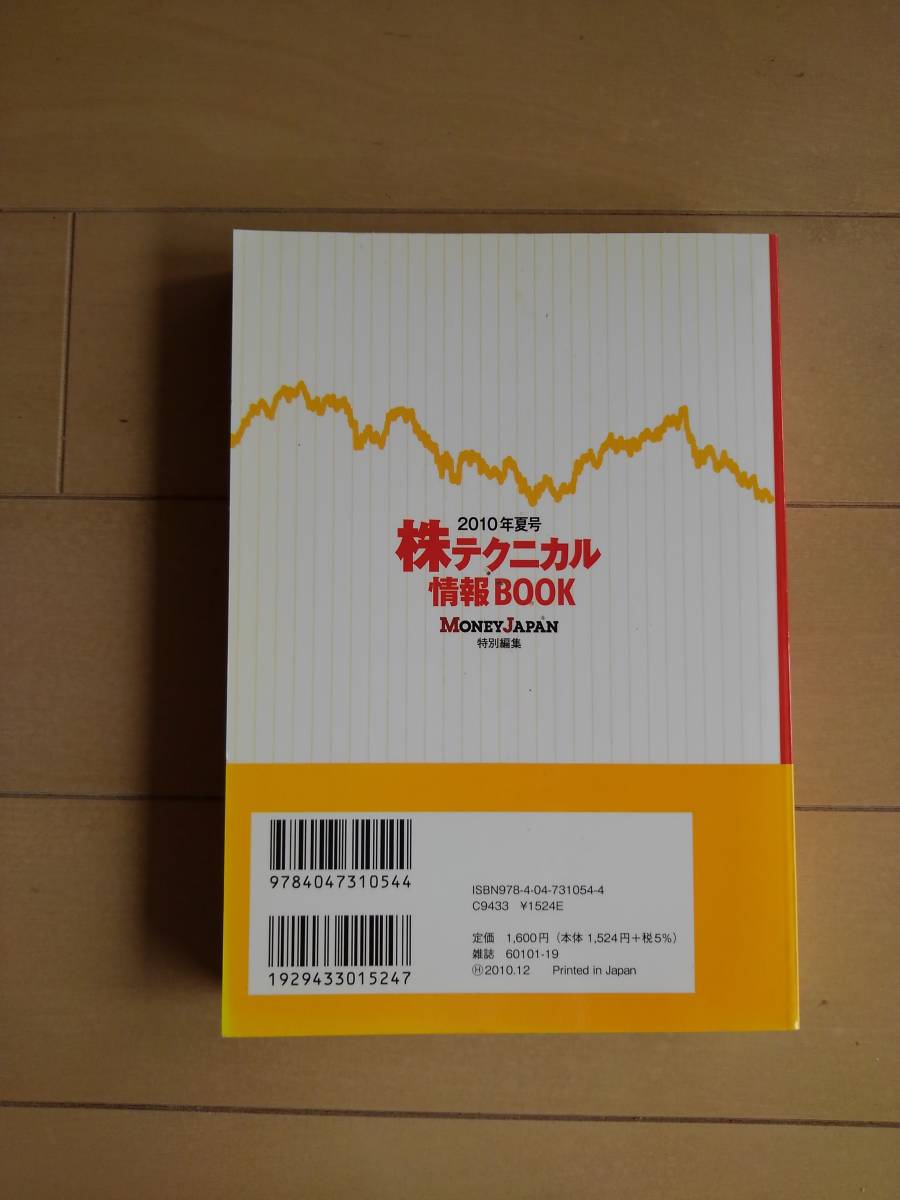 2010年夏号
株テクニカル
情報BOOK
MONEY JAPAN
特別編集
9784047310544
1929433015247
ISBN978-4-04-731054-4
C9433 ¥1524E
定価 1,600円(本体 1,524円+税5%)
雑誌 60101-19
Ⓗ2010.12 Printed in Japan